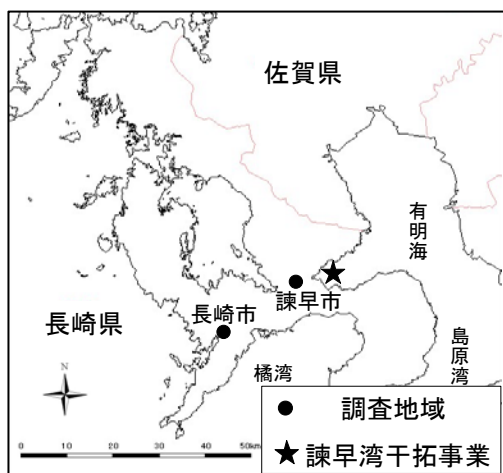 佐賀県
有明海
諫早市
長崎市
長崎県
島原湾
橘湾
N
0 10 20 30 40 50km
● 調査地域
★ 諫早湾干拓事業